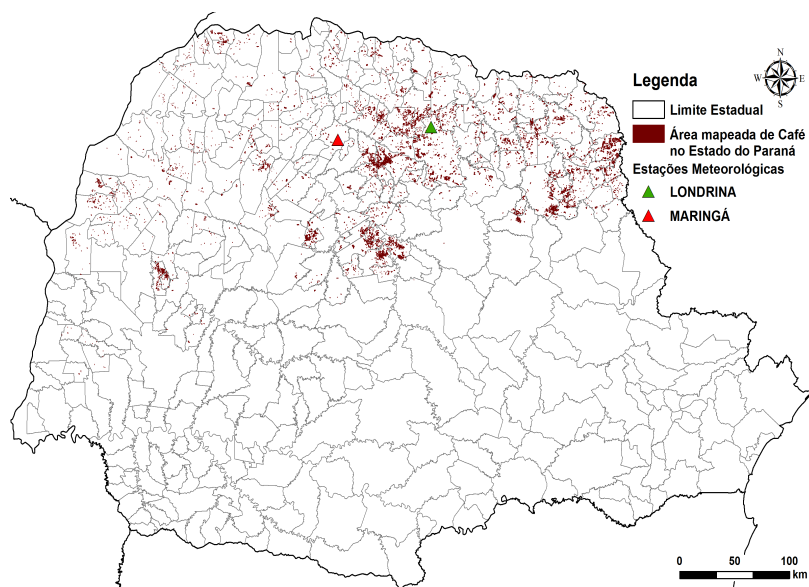 N
W E
S
Legenda
Limite Estadual
Área mapeada de Café
no Estado do Paraná
Estações Meteorológicas
LONDRINA
MARINGÁ
0 50 100
km